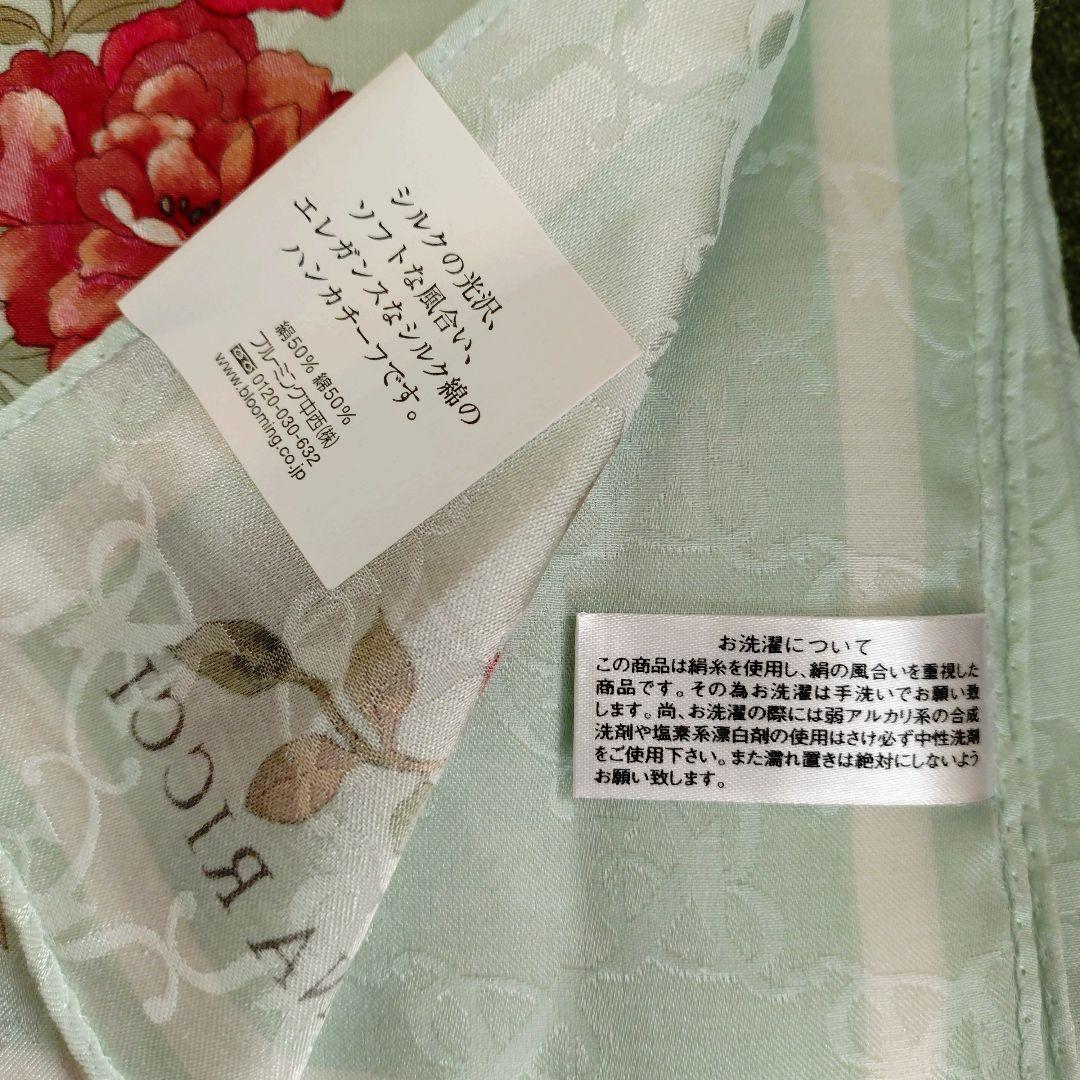 シルクの光沢、
ソフトな風合い、
エレガンスなシルク綿の
ハンカチーフです。
絹50% 綿50%
ブルーミング中西(株)
0120-030-632
www.blooming.co.jp
お洗濯について
この商品は絹糸を使用し、絹の風合いを重視した
商品です。その為お洗濯は手洗いでお願い致
します。尚、お洗濯の際には弱アルカリ系の合成
洗剤や塩素系漂白剤の使用はさけ必ず中性洗剤
をご使用下さい。また濡れ置きは絶対にしないよう
お願い致します。
A RICCI